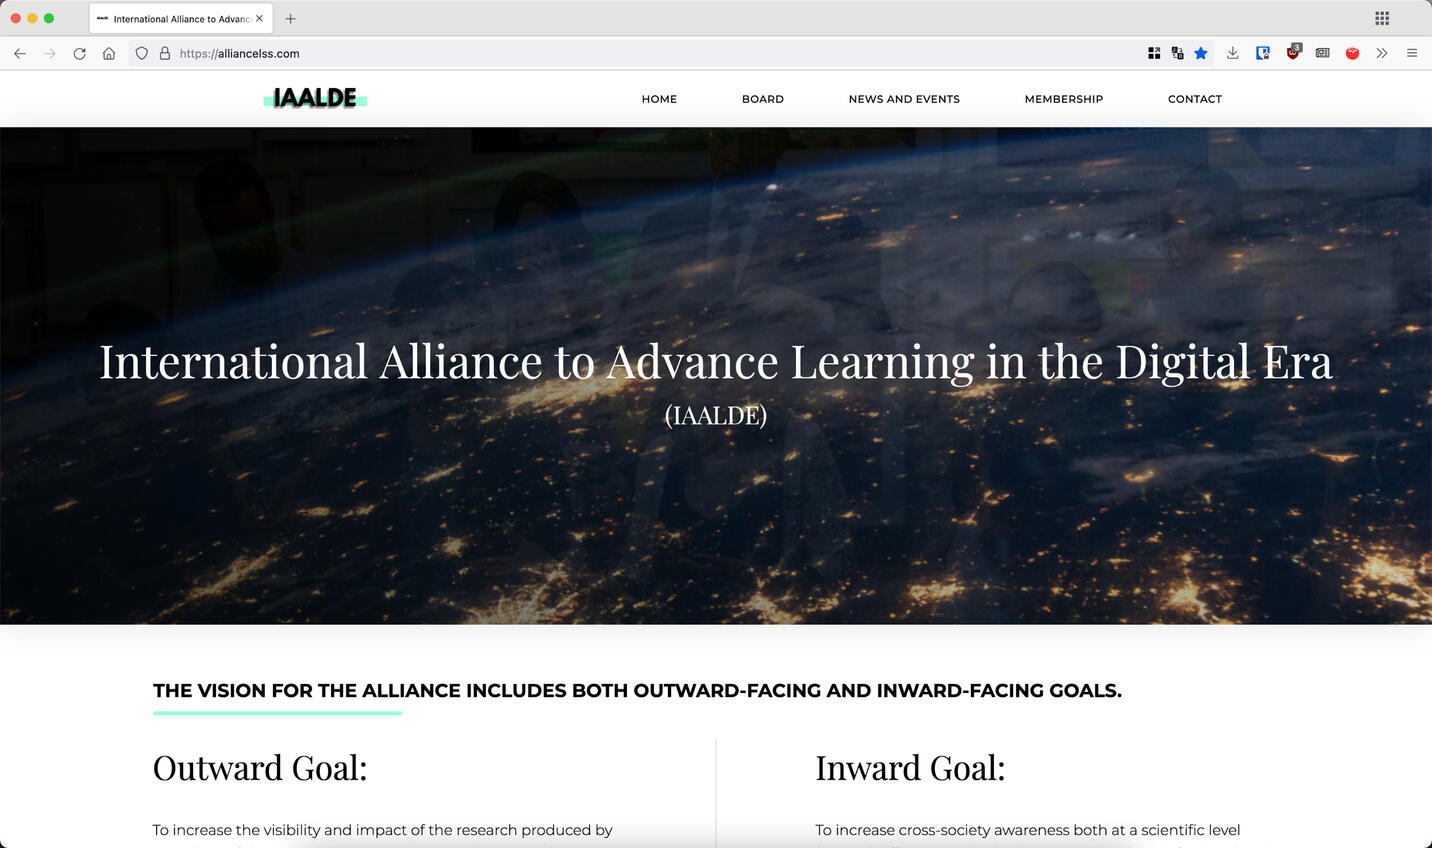 International Alliance to Advanc
https://alliancelss.com
3
IAALDE
HOME
BOARD
NEWS AND EVENTS
MEMBERSHIP
CONTACT
International Alliance to Advance Learning in the Digital Era
(IAALDE)
THE VISION FOR THE ALLIANCE INCLUDES BOTH OUTWARD-FACING AND INWARD-FACING GOALS.
Outward Goal:
To increase the visibility and impact of the research produced by
Inward Goal:
To increase cross-society awareness both at a scientific level